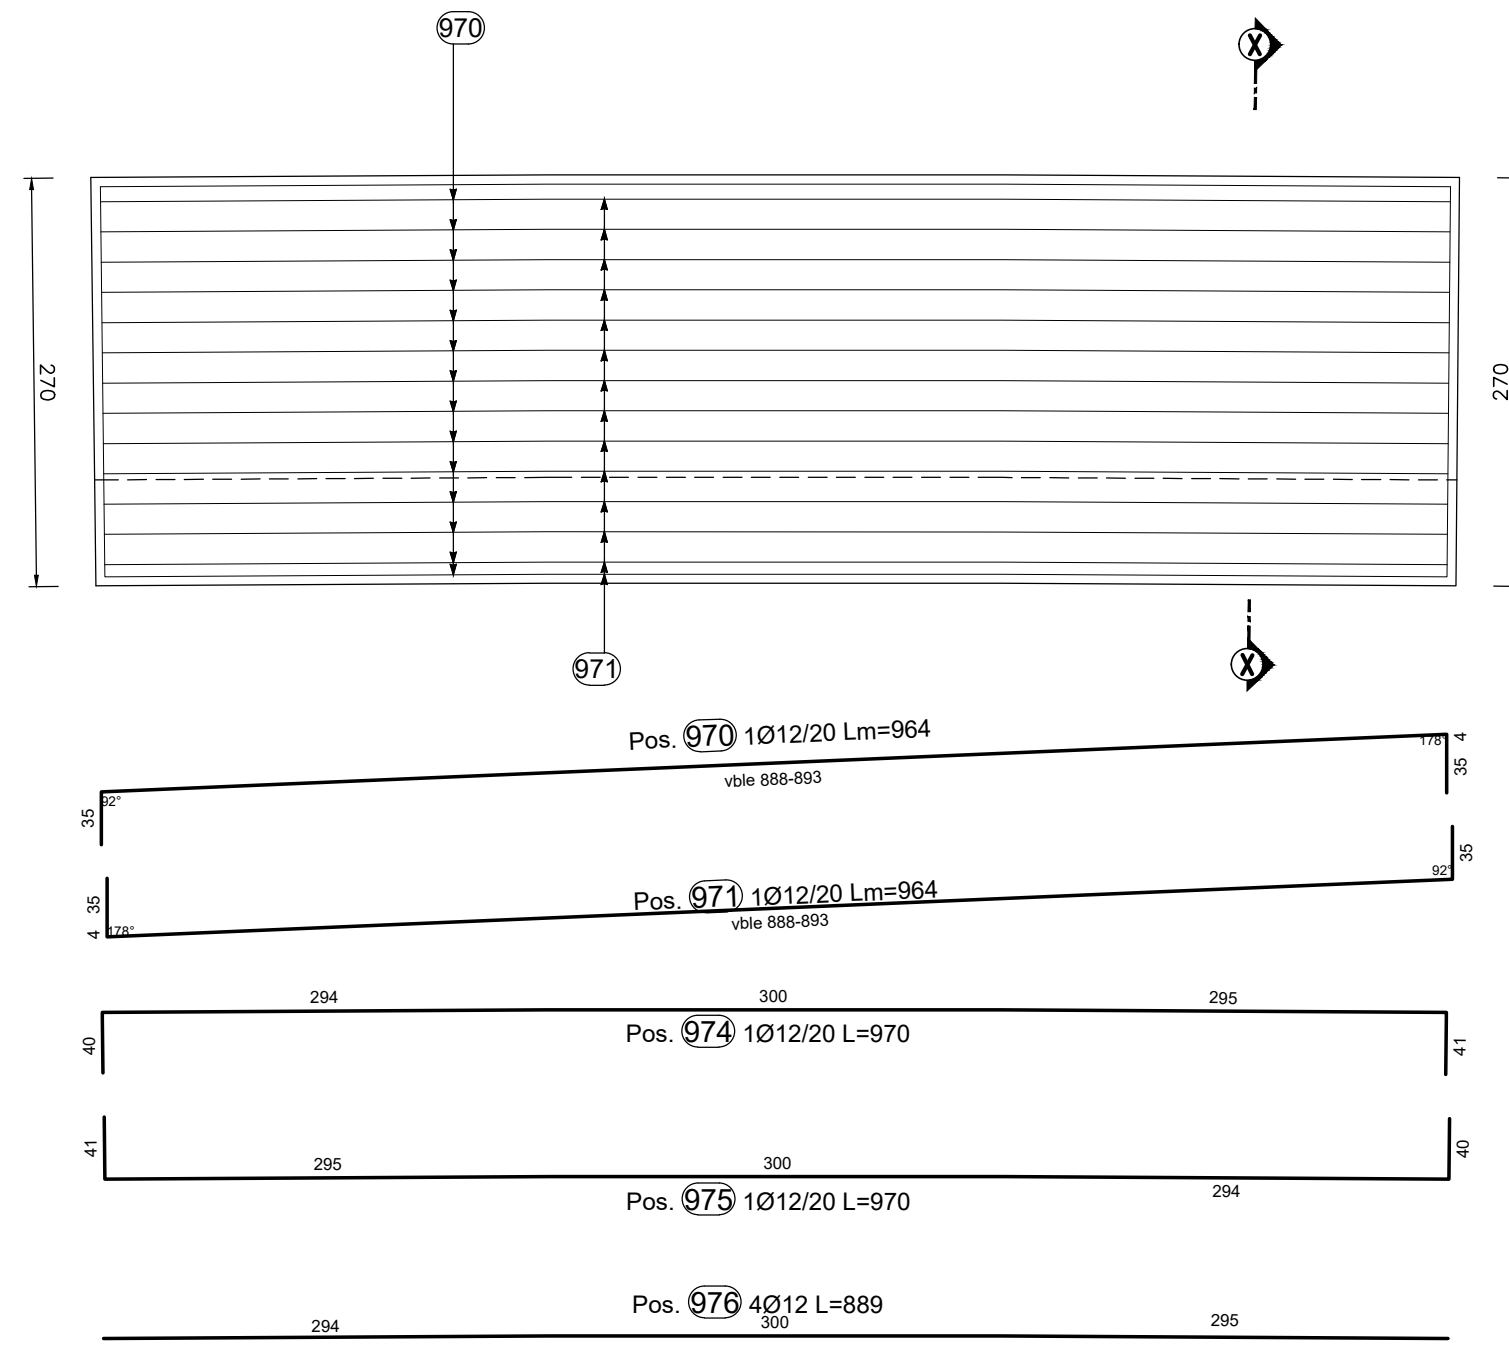 970
X
270
270
971
X
Pos. 970 1Ø12/20 Lm=964
vble 888-893
92°
35
178°
4
35
Pos. 971 1Ø12/20 Lm=964
vble 888-893
35
4
178°
92°
35
294 300 295
Pos. 974 1Ø12/20 L=970
40
41
41
40
295 300 294
Pos. 975 1Ø12/20 L=970
Pos. 976 4Ø12 L=889
294 300 295